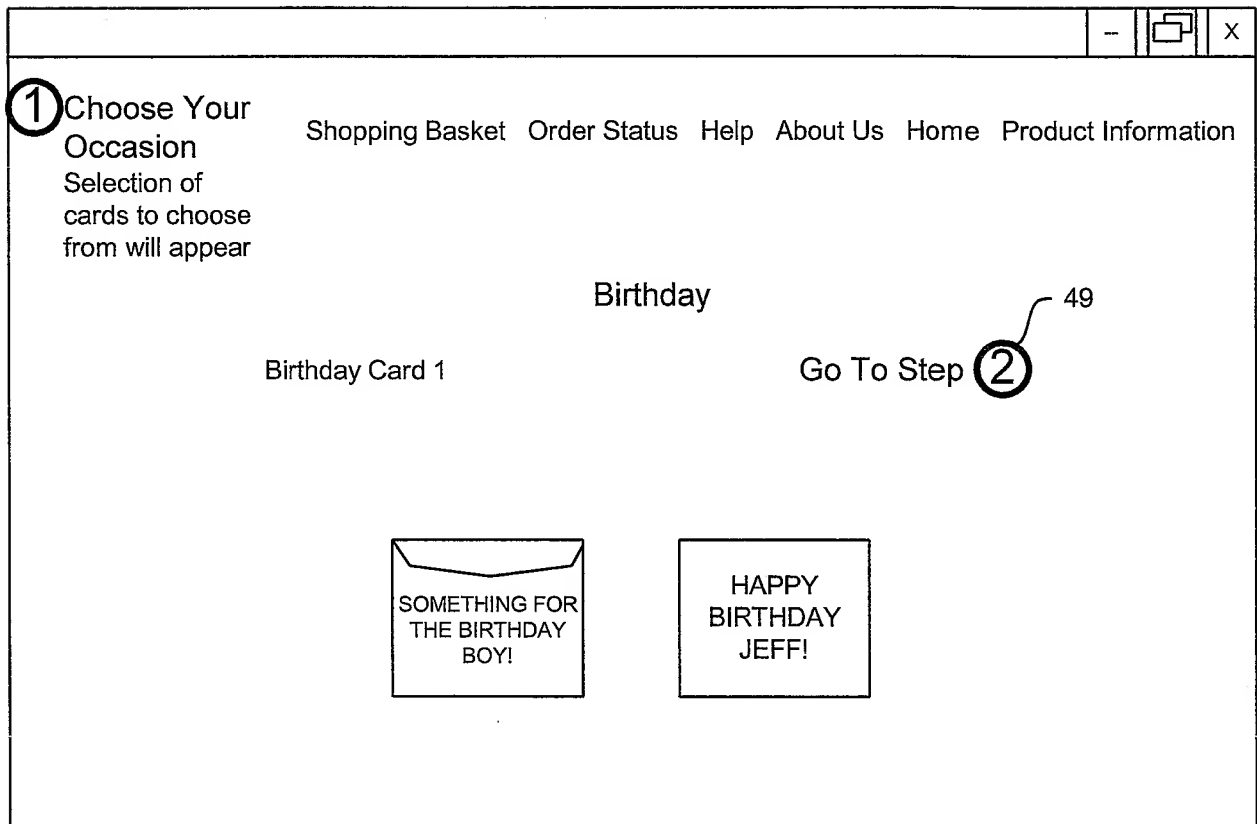 – X
1 Choose Your
Occasion
Selection of
cards to choose
from will appear
Shopping Basket Order Status Help About Us Home Product Information
Birthday
49
Birthday Card 1
Go To Step 2
SOMETHING FOR
THE BIRTHDAY
BOY!
HAPPY
BIRTHDAY
JEFF!